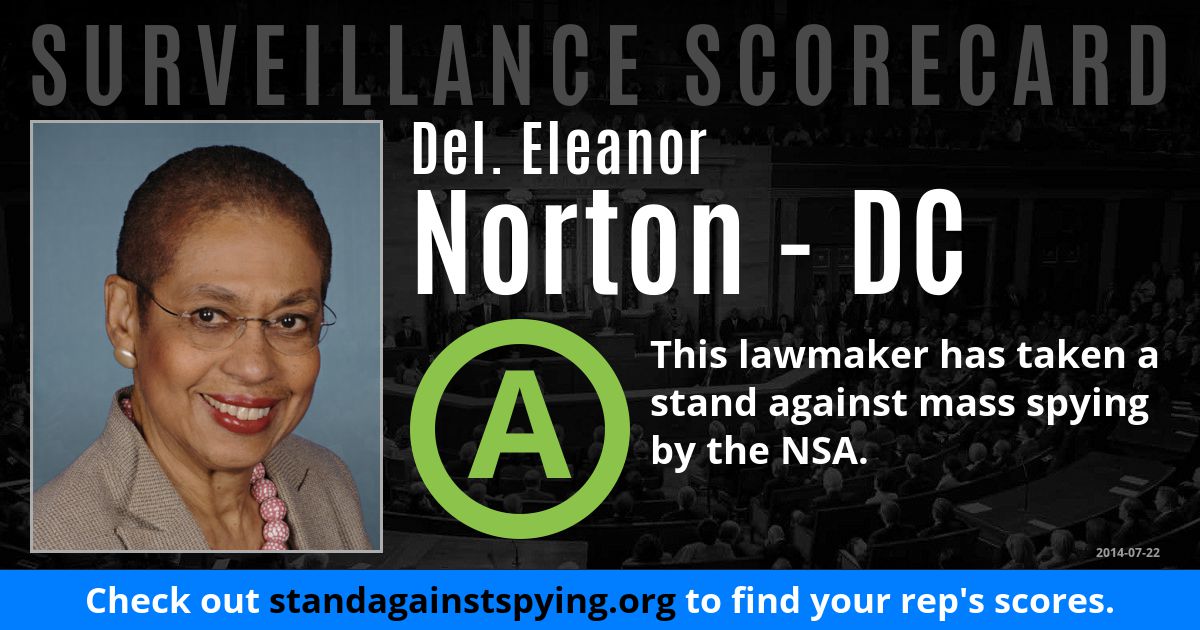 SURVEILLANCE SCORECARD
Del. Eleanor
Norton - DC
A
This lawmaker has taken a
stand against mass spying
by the NSA.
2014-07-22
Check out standagainstspying.org to find your rep's scores.